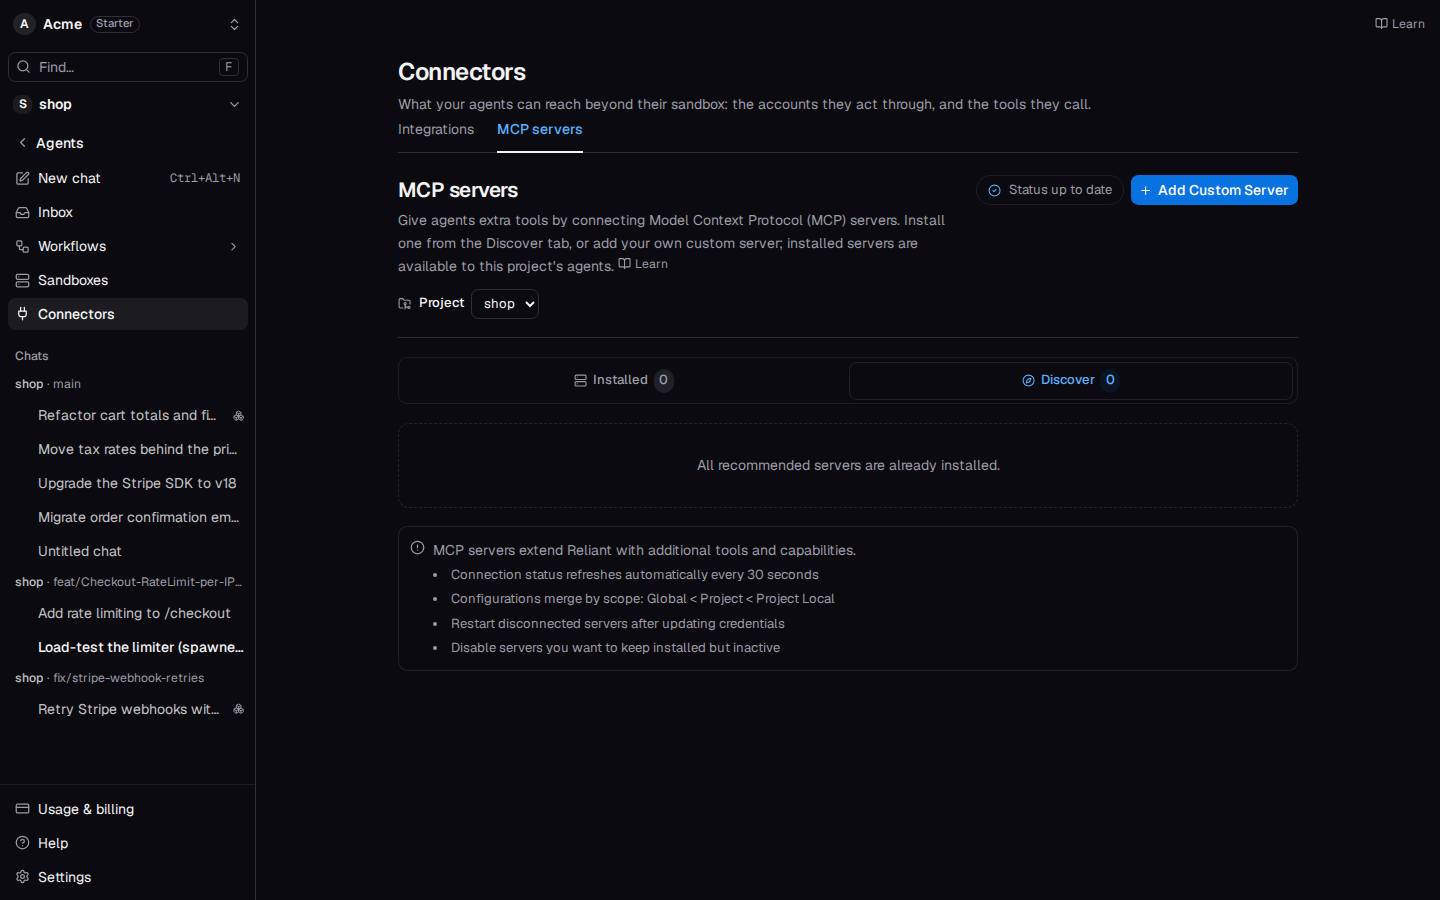 A Acme Starter
Learn
Find... F
S shop
Agents
New chat Ctrl+Alt+N
Inbox
Workflows
Sandboxes
Connectors
Chats
shop · main
Refactor cart totals and fi...
Move tax rates behind the pri...
Upgrade the Stripe SDK to v18
Migrate order confirmation em...
Untitled chat
shop · feat/Checkout-RateLimit-per-IP...
Add rate limiting to /checkout
Load-test the limiter (spawne...
shop · fix/stripe-webhook-retries
Retry Stripe webhooks wit...
Usage & billing
Help
Settings
Connectors
What your agents can reach beyond their sandbox: the accounts they act through, and the tools they call.
Integrations MCP servers
MCP servers
Status up to date
+ Add Custom Server
Give agents extra tools by connecting Model Context Protocol (MCP) servers. Install
one from the Discover tab, or add your own custom server; installed servers are
available to this project's agents. Learn
Project shop
Installed 0
Discover 0
All recommended servers are already installed.
MCP servers extend Reliant with additional tools and capabilities.
• Connection status refreshes automatically every 30 seconds
• Configurations merge by scope: Global < Project < Project Local
• Restart disconnected servers after updating credentials
• Disable servers you want to keep installed but inactive